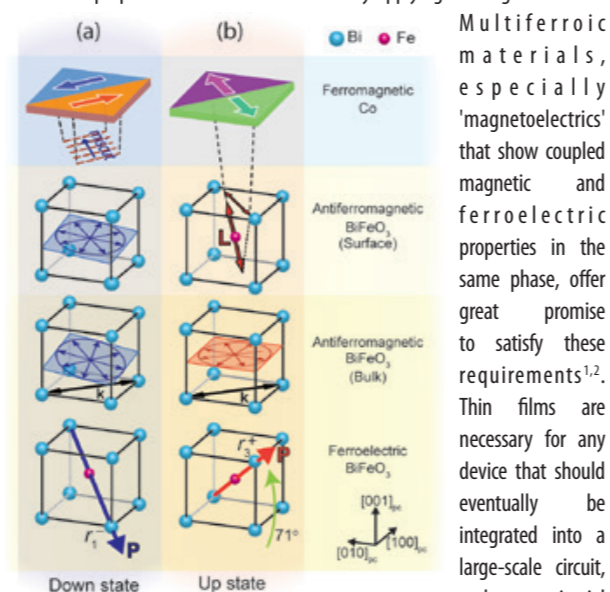 (a)
(b)
Bi
Fe
Ferromagnetic
Co
Antiferromagnetic
BiFeO3
(Surface)
L
Antiferromagnetic
BiFeO3
(Bulk)
k
k
Ferroelectric
BiFeO3
r1-
P
r3+
P
71°
[001]pc
[010]pc
[100]pc
Down state
Up state
Multiferroic
materials,
especially
'magnetoelectrics'
that show coupled
magnetic and
ferroelectric
properties in the
same phase, offer
great promise
to satisfy these
requirements1,2.
Thin films are
necessary for any
device that should
eventually be
integrated into a
large-scale circuit,